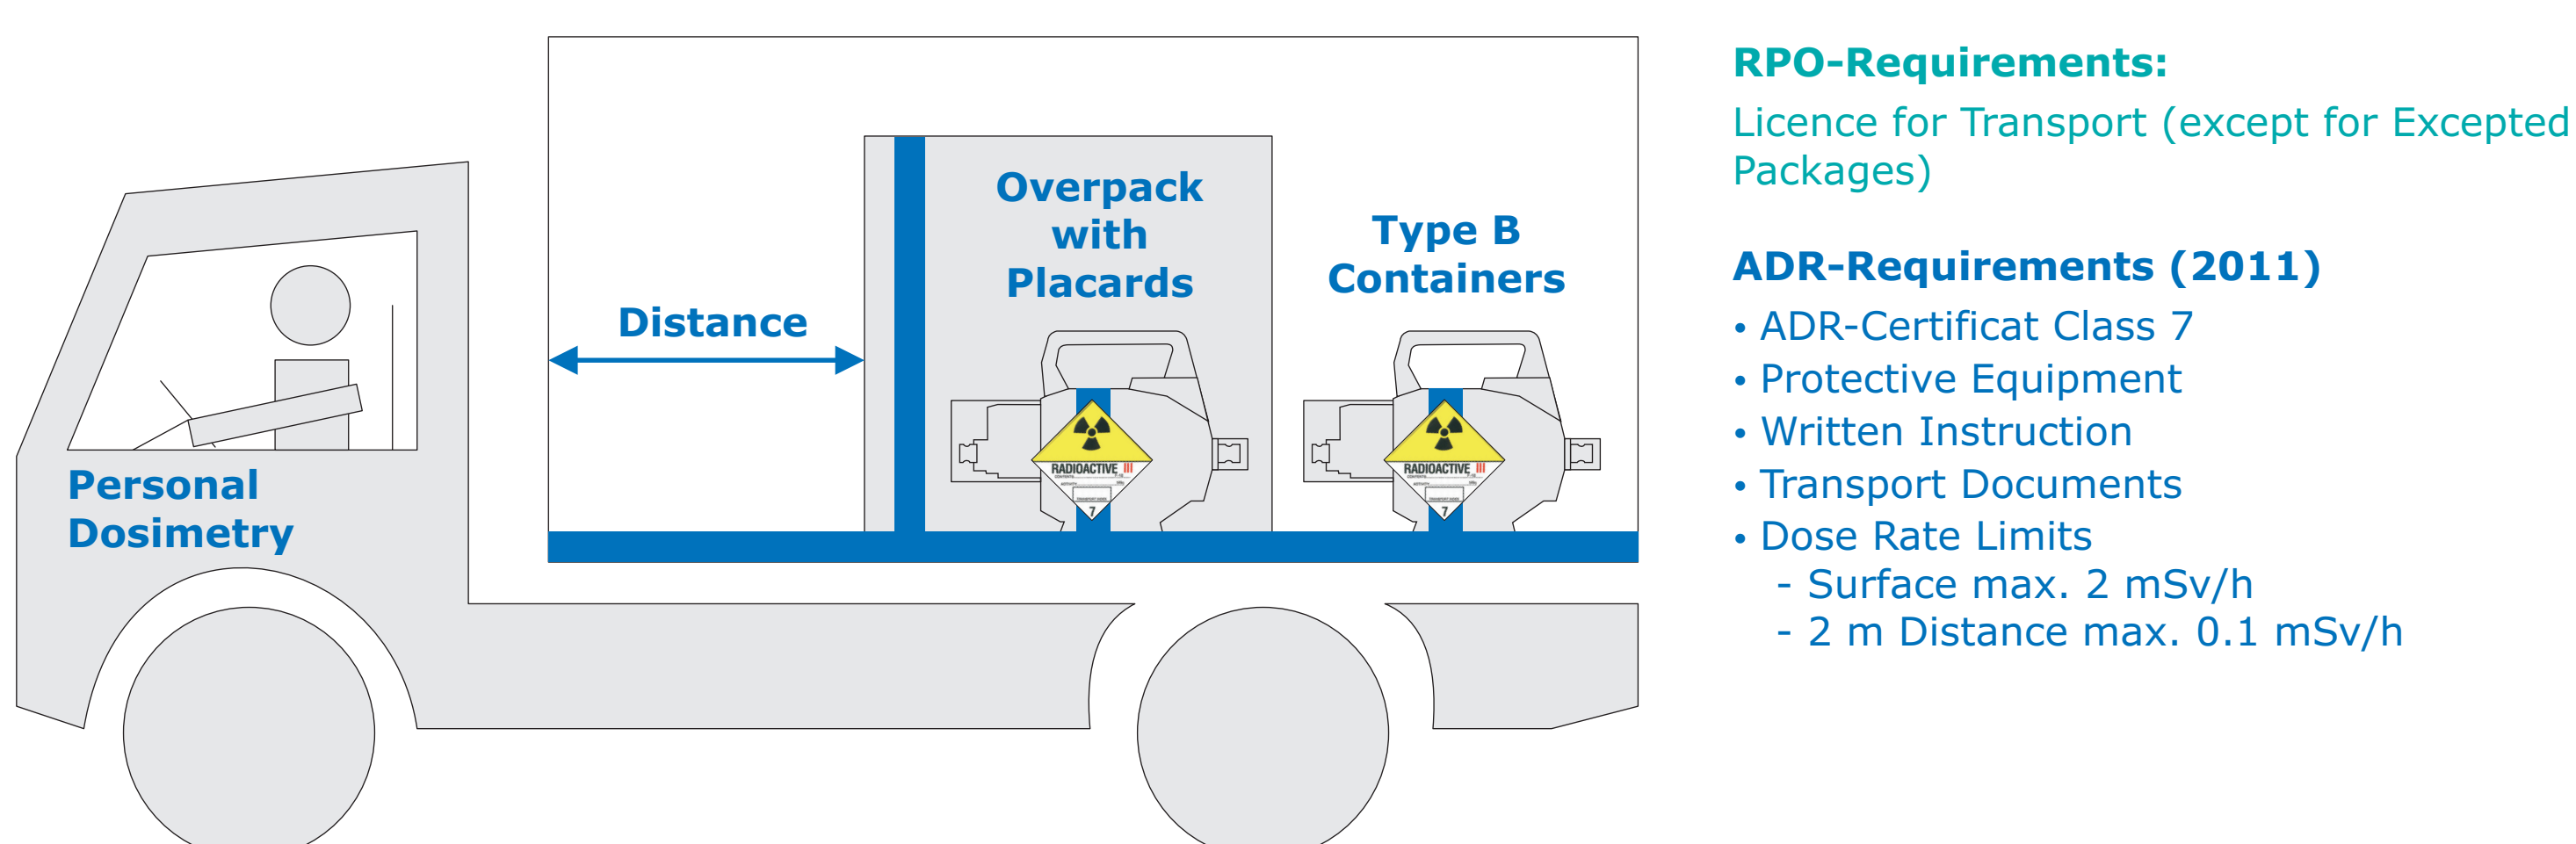 Personal
Dosimetry
Distance
Overpack
with
Placards
Type B
Containers
RADIOACTIVE III
7
RADIOACTIVE III
7
RPO-Requirements:
Licence for Transport (except for Excepted
Packages)
ADR-Requirements (2011)
• ADR-Certificat Class 7
• Protective Equipment
• Written Instruction
• Transport Documents
• Dose Rate Limits
- Surface max. 2 mSv/h
- 2 m Distance max. 0.1 mSv/h